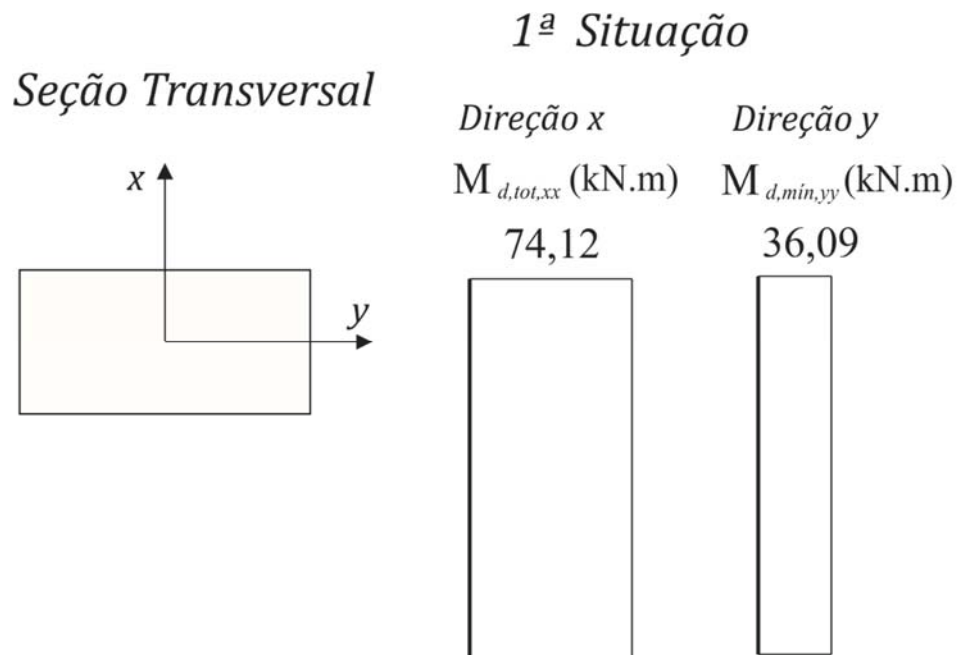 1ª Situação
Seção Transversal
Direção x
Direção y
M d,tot,xx (kN.m)
M d,mín,yy (kN.m)
74,12
36,09
x
y